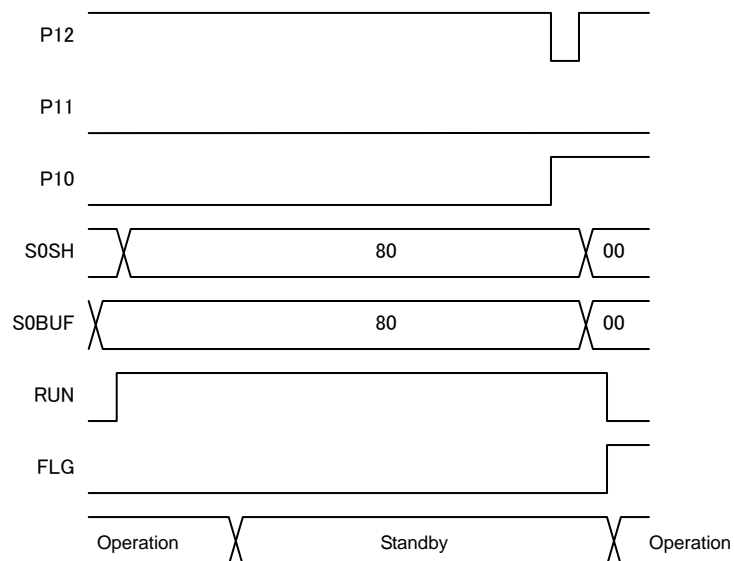 P12
P11
P10
S0SH 80 00
S0BUF 80 00
RUN
FLG
Operation Standby Operation